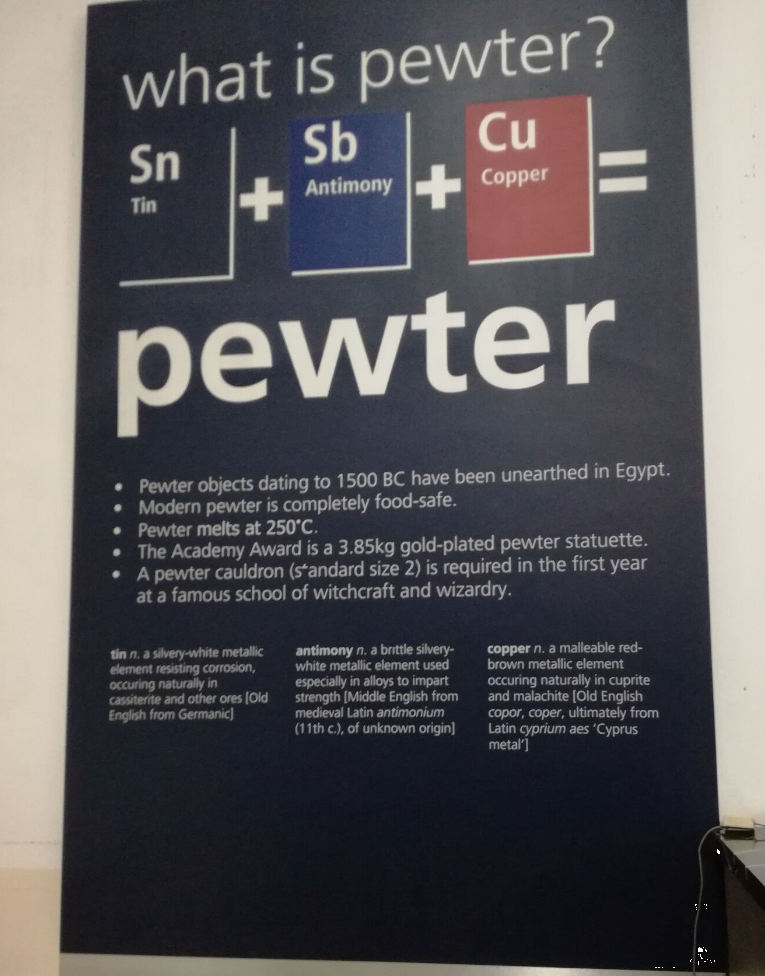 what is pewter?
Sn
Tin
+
Sb
Antimony
+
Cu
Copper
=
pewter
• Pewter objects dating to 1500 BC have been unearthed in Egypt.
• Modern pewter is completely food-safe.
• Pewter melts at 250°C.
• The Academy Award is a 3.85kg gold-plated pewter statuette.
• A pewter cauldron (standard size 2) is required in the first year
at a famous school of witchcraft and wizardry.
tin n. a silvery-white metallic
element resisting corrosion,
occuring naturally in
cassiterite and other ores [Old
English from Germanic]
antimony n. a brittle silvery-
white metallic element used
especially in alloys to impart
strength [Middle English from
medieval Latin antimonium
(11th c.), of unknown origin]
copper n. a malleable red-
brown metallic element
occuring naturally in cuprite
and malachite [Old English
copor, coper, ultimately from
Latin cyprium aes ‘Cyprus
metal’]